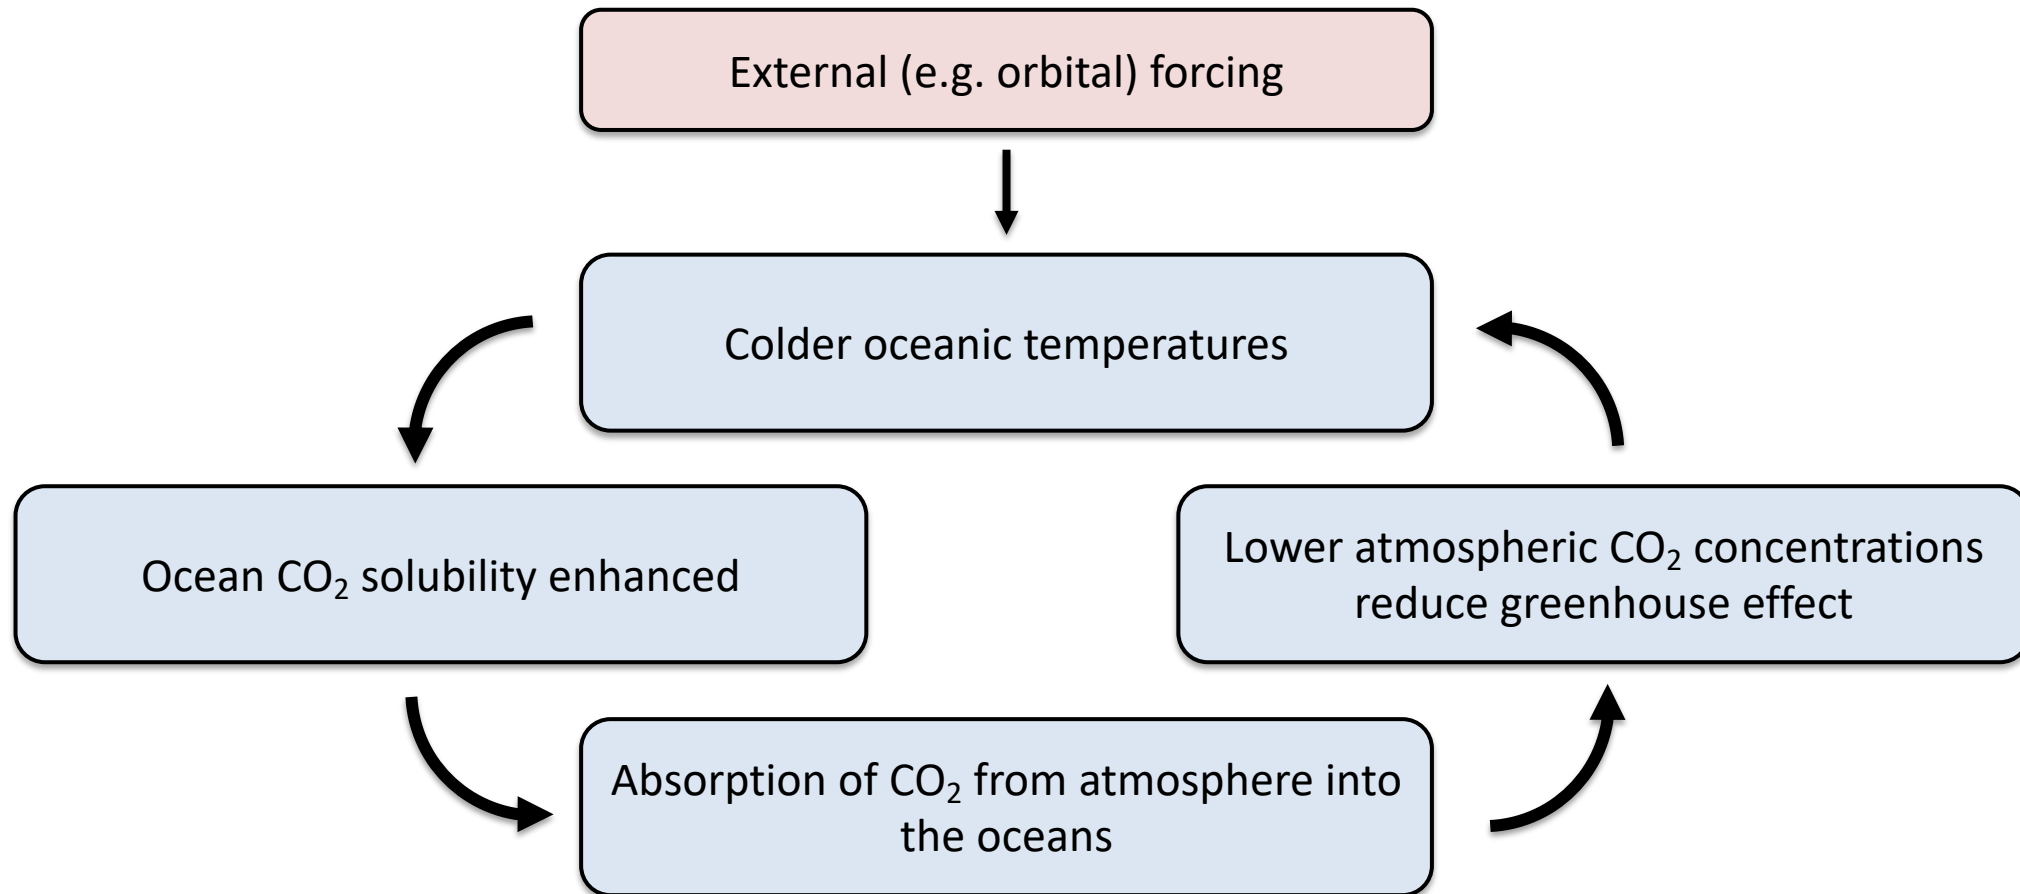 External (e.g. orbital) forcing
Colder oceanic temperatures
Ocean CO₂ solubility enhanced
Lower atmospheric CO₂ concentrations
reduce greenhouse effect
Absorption of CO₂ from atmosphere into
the oceans